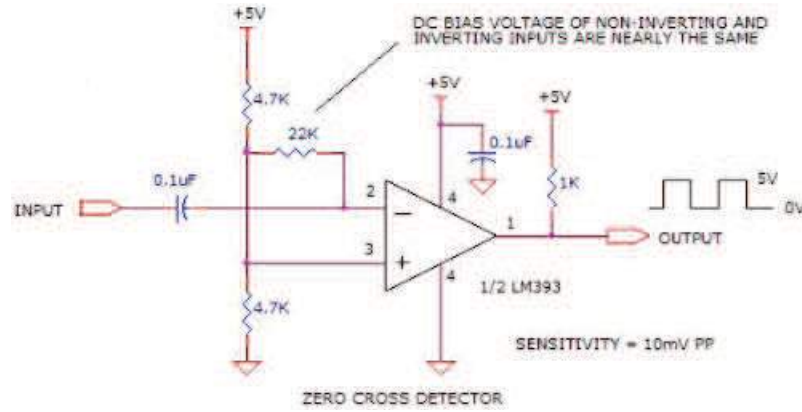 +5V
DC BIAS VOLTAGE OF NON-INVERTING AND
INVERTING INPUTS ARE NEARLY THE SAME
4.7K
22K
+5V
+5V
0.1uF
0.1uF
1K
INPUT
2
−
4
1
5V
0V
OUTPUT
3
+
4
1/2 LM393
4.7K
SENSITIVITY = 10mV PP
ZERO CROSS DETECTOR